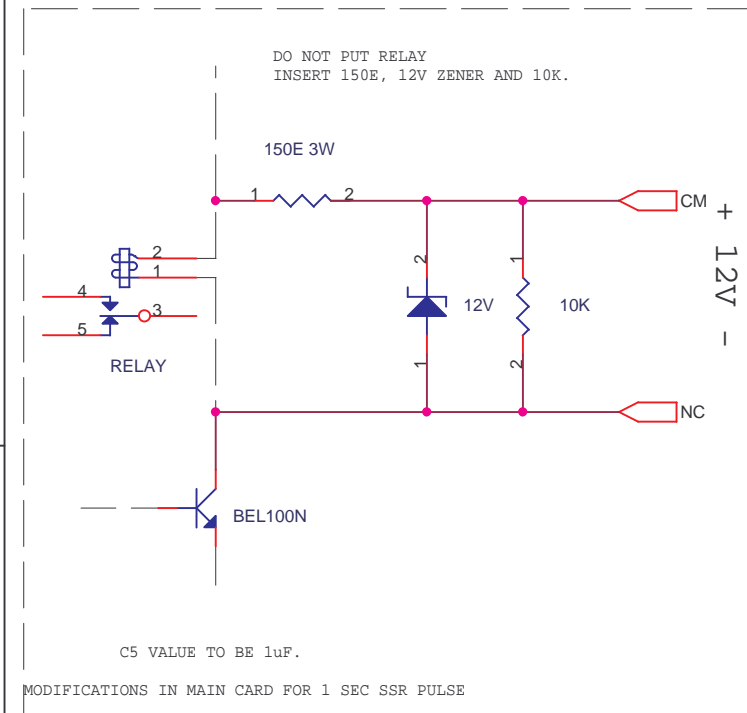 DO NOT PUT RELAY
INSERT 150E, 12V ZENER AND 10K.
150E 3W
1
2
CM
+ 12V -
2
1
4
3
5
RELAY
2
12V
1
1
10K
2
NC
BEL100N
C5 VALUE TO BE 1uF.
MODIFICATIONS IN MAIN CARD FOR 1 SEC SSR PULSE